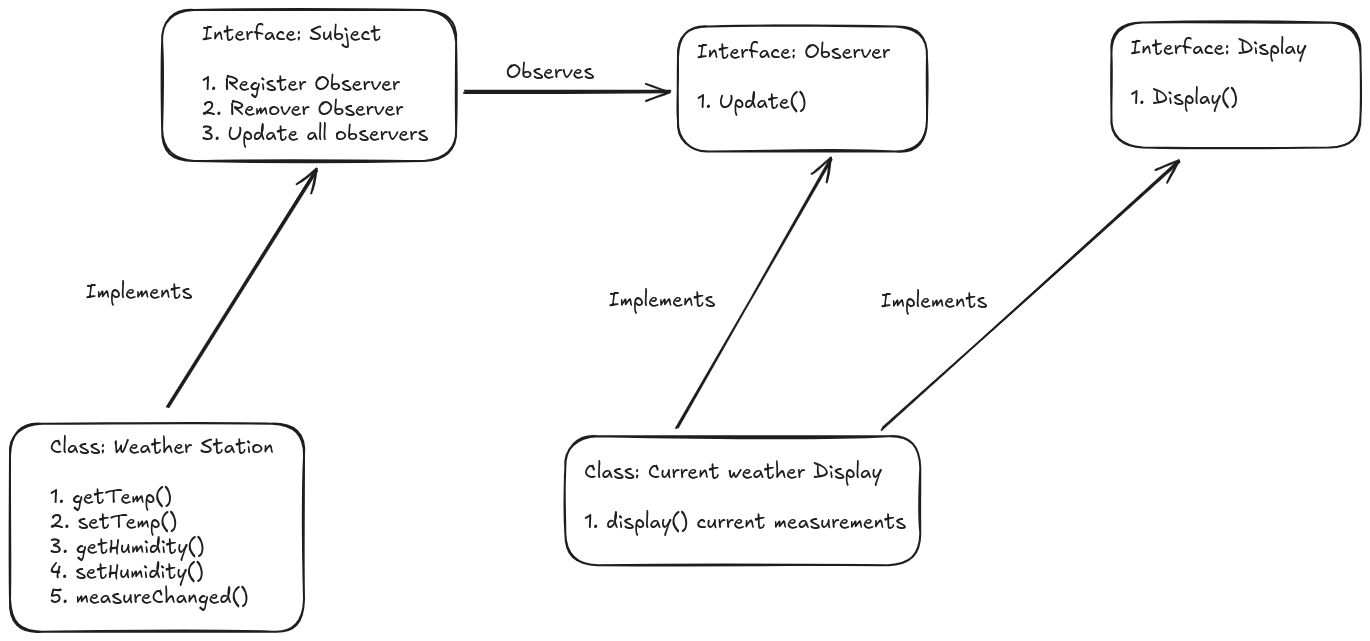 Interface: Subject
1. Register Observer
2. Remover Observer
3. Update all observers
Observes
Interface: Observer
1. Update()
Interface: Display
1. Display()
Implements
Implements
Implements
Class: Weather Station
1. getTemp()
2. setTemp()
3. getHumidity()
4. setHumidity()
5. measureChanged()
Class: Current weather Display
1. display() current measurements